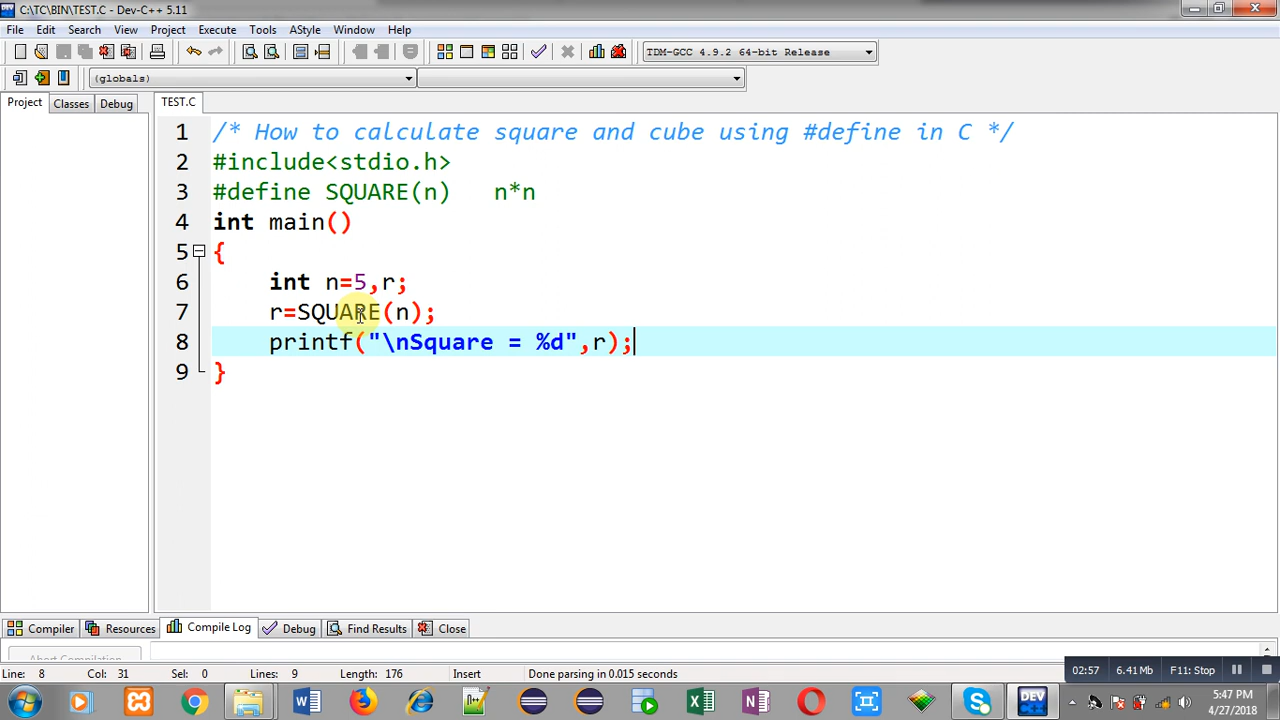 C:\TC\BIN\TEST.C - Dev-C++ 5.11
File Edit Search View Project Execute Tools AStyle Window Help
TDM-GCC 4.9.2 64-bit Release
(globals)
Project Classes Debug TEST.C
1 /* How to calculate square and cube using #define in C */
2 #include<stdio.h>
3 #define SQUARE(n) n*n
4 int main()
5 {
6 int n=5,r;
7 r=SQUARE(n);
8 printf("\nSquare = %d",r);
9 }
Compiler Resources Compile Log Debug Find Results Close
Abort Compilation
Line: 8 Col: 31 Sel: 0 Lines: 9 Length: 176 Insert Done parsing in 0.015 seconds
02:57 6.41 Mb F11: Stop
DEV
5:47 PM
4/27/2018